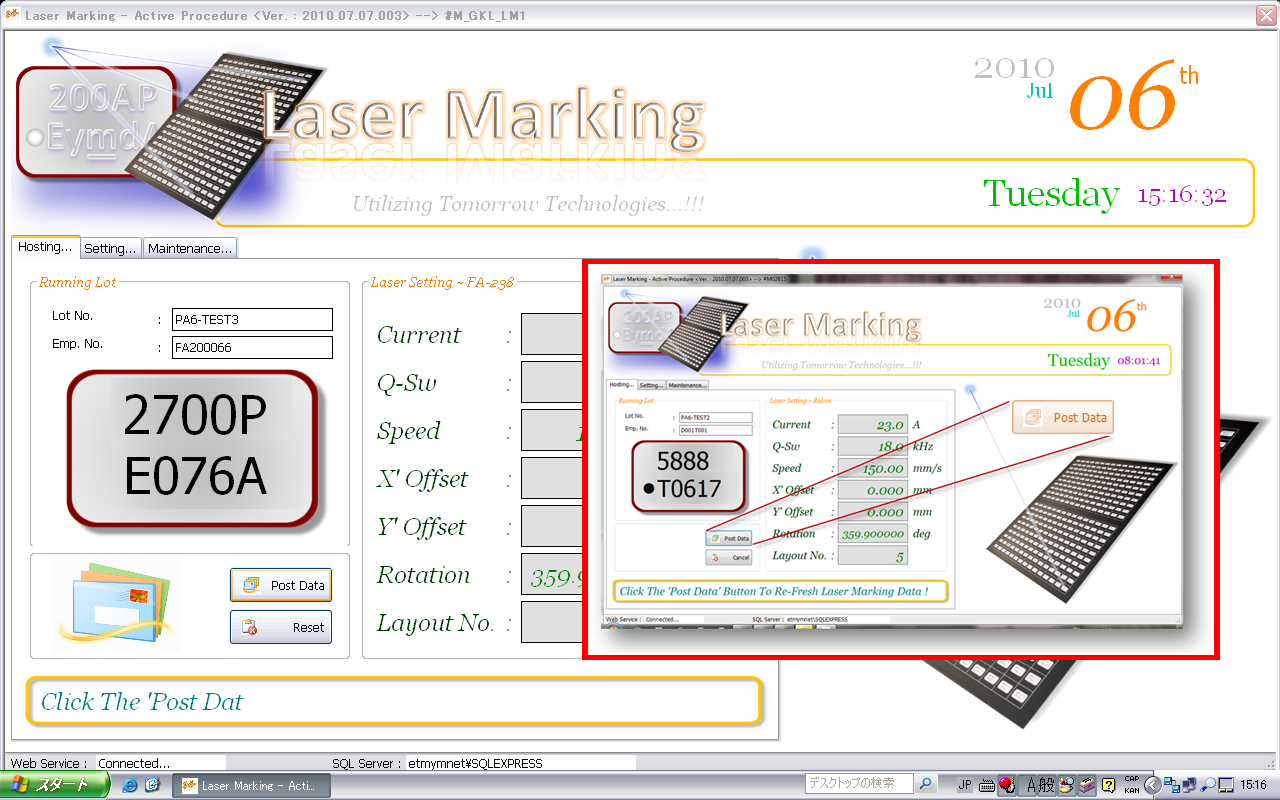 Laser Marking - Active Procedure <Ver. : 2010.07.07.003> --> #M_GKL_LM1
200AP
Eymd
Laser Marking
Utilizing Tomorrow Technologies...!!!
2010
Jul
06th
Tuesday 15:16:32
Hosting... Setting... Maintenance...
Running Lot
Lot No. : PA6-TEST3
Emp. No. : FA200066
2700P
E076A
Post Data
Reset
Laser Setting ~ FA-238
Current :
Q-Sw :
Speed :
X' Offset :
Y' Offset :
Rotation : 359.9
Layout No. :
Click The 'Post Dat
Laser Marking - Active Procedure <Ver. : 2010.07.07.003> --> #M02615
200AP
Eymd
Laser Marking
Utilizing Tomorrow Technologies...!!!
2010
Jul
06th
Tuesday 08:01:41
Hosting... Setting... Maintenance...
Running Lot
Lot No. : PA6-TEST2
Emp. No. : D001T001
5888
●T0617
Post Data
Cancel
Laser Setting ~ Rakon
Current : 23.0 A
Q-Sw : 18.0 kHz
Speed : 150.00 mm/s
X' Offset : 0.000 mm
Y' Offset : 0.000 mm
Rotation : 359.900000 deg
Layout No. : 5
Post Data
Click The 'Post Data' Button To Re-Fresh Laser Marking Data !
Web Service : Connected... SQL Server : etmymnet\SQLEXPRESS
Web Service : Connected... SQL Server : etmymnet¥SQLEXPRESS
スタート
Laser Marking - Acti...
デスクトップの検索
JP
A 般
CAP
KAN
15:16